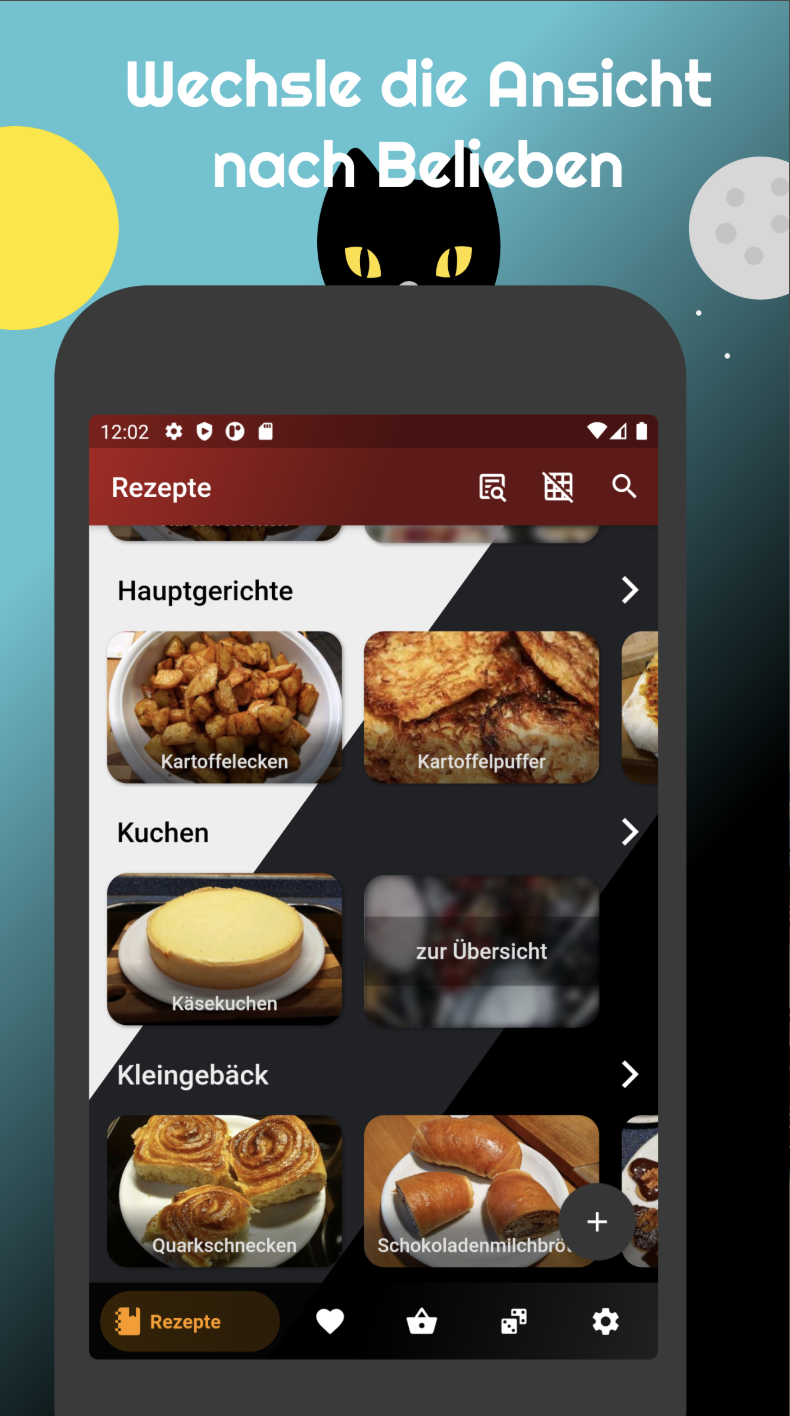 Wechsle die Ansicht
nach Belieben
12:02
Rezepte
Hauptgerichte
Kartoffelecken
Kartoffelpuffer
Kuchen
Käsekuchen
zur Übersicht
Kleingebäck
Quarkschnecken
Schokoladenmilchbrö
Rezepte